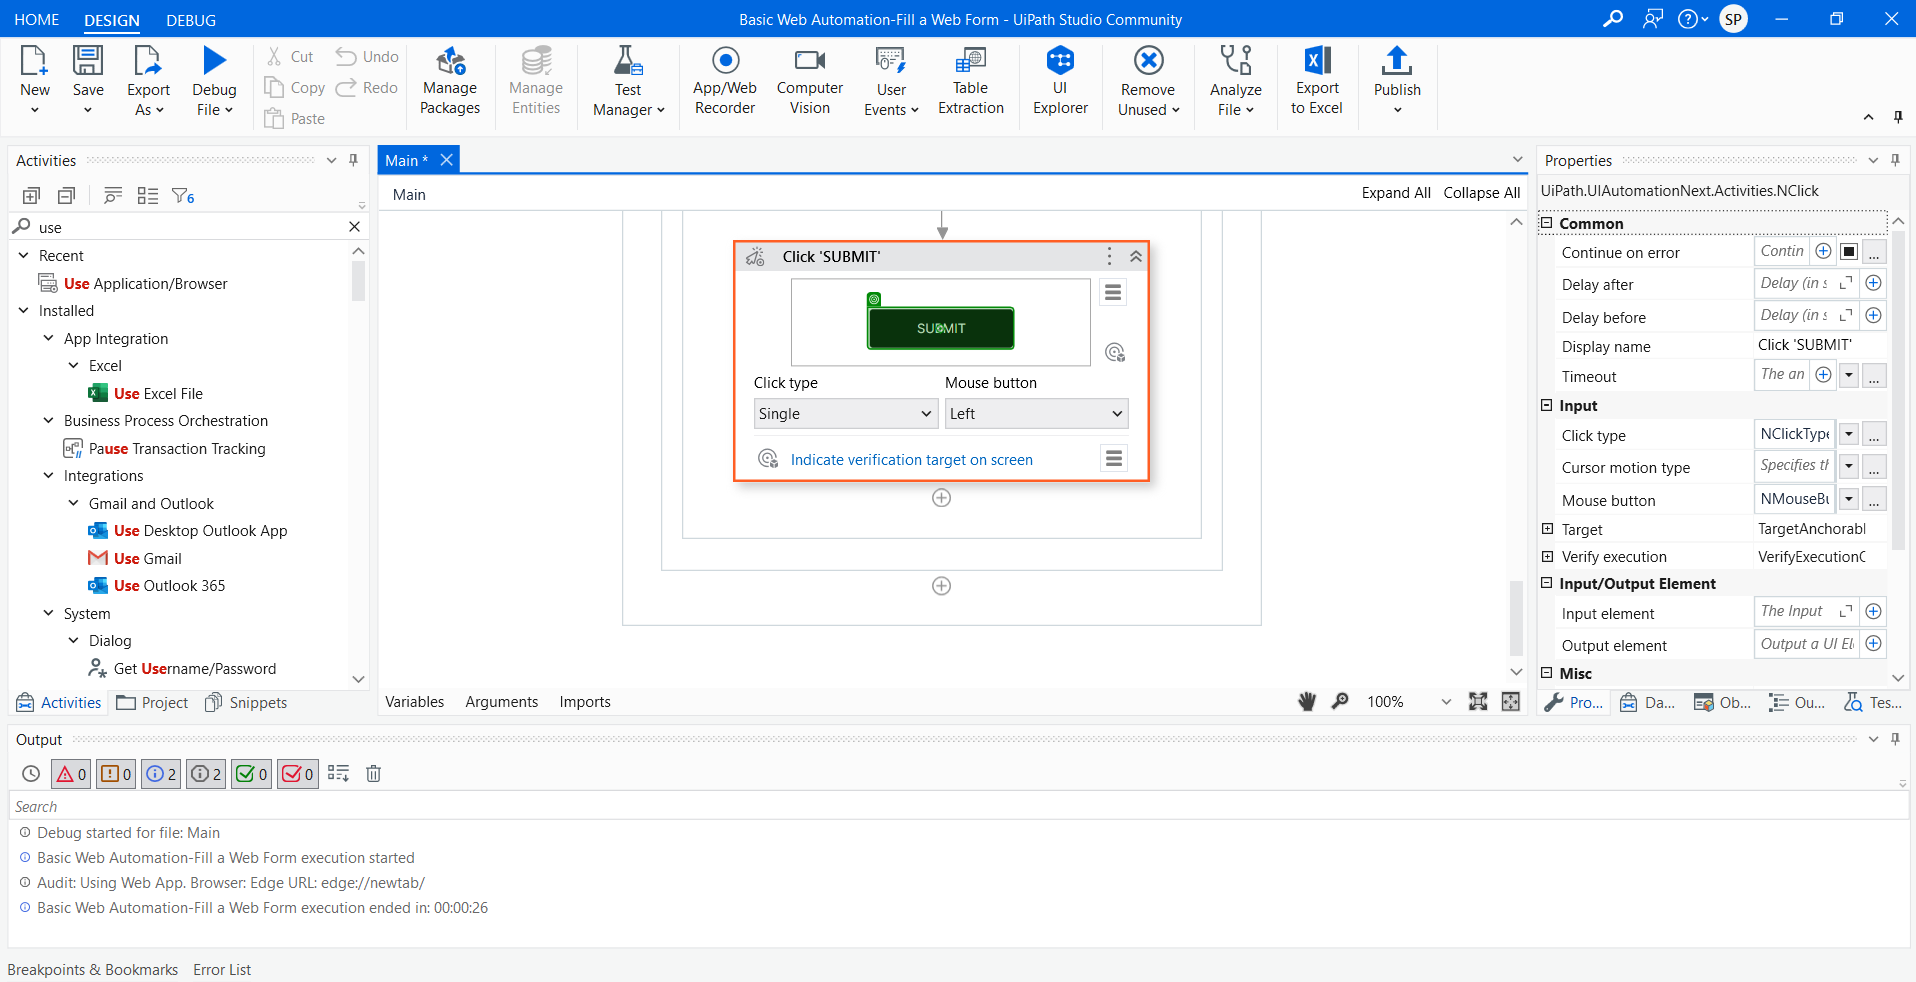 HOME DESIGN DEBUG Basic Web Automation-Fill a Web Form - UiPath Studio Community SP
New
Save
Export As
Debug File
Cut
Copy
Paste
Undo
Redo
Manage Packages
Manage Entities
Test Manager
App/Web Recorder
Computer Vision
User Events
Table Extraction
UI Explorer
Remove Unused
Analyze File
Export to Excel
Publish
Activities
6
use
Recent
Use Application/Browser
Installed
App Integration
Excel
Use Excel File
Business Process Orchestration
Pause Transaction Tracking
Integrations
Gmail and Outlook
Use Desktop Outlook App
Use Gmail
Use Outlook 365
System
Dialog
Get Username/Password
Activities Project Snippets
Main *
Main Expand All Collapse All
Click 'SUBMIT'
SUBMIT
Click type Mouse button
Single Left
Indicate verification target on screen
Variables Arguments Imports 100%
Properties
UiPath.UIAutomationNext.Activities.NClick
Common
Continue on error Contin ...
Delay after Delay (in s
Delay before Delay (in s
Display name Click 'SUBMIT'
Timeout The an ...
Input
Click type NClickType ...
Cursor motion type Specifies th ...
Mouse button NMouseBu ...
Target TargetAnchorabl
Verify execution VerifyExecutionO
Input/Output Element
Input element The Input
Output element Output a UI Ele
Misc
Pro... Da... Ob... Ou... Tes...
Output
0 0 2 2 0 0
Search
Debug started for file: Main
Basic Web Automation-Fill a Web Form execution started
Audit: Using Web App. Browser: Edge URL: edge://newtab/
Basic Web Automation-Fill a Web Form execution ended in: 00:00:26
Breakpoints & Bookmarks Error List